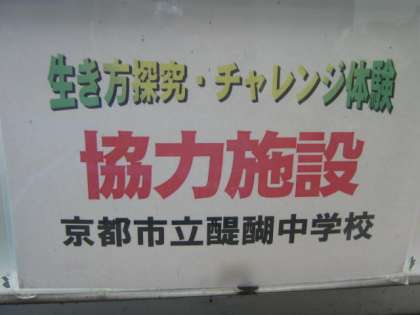 生き方探究・チャレンジ体験
協力施設
京都市立醍醐中学校